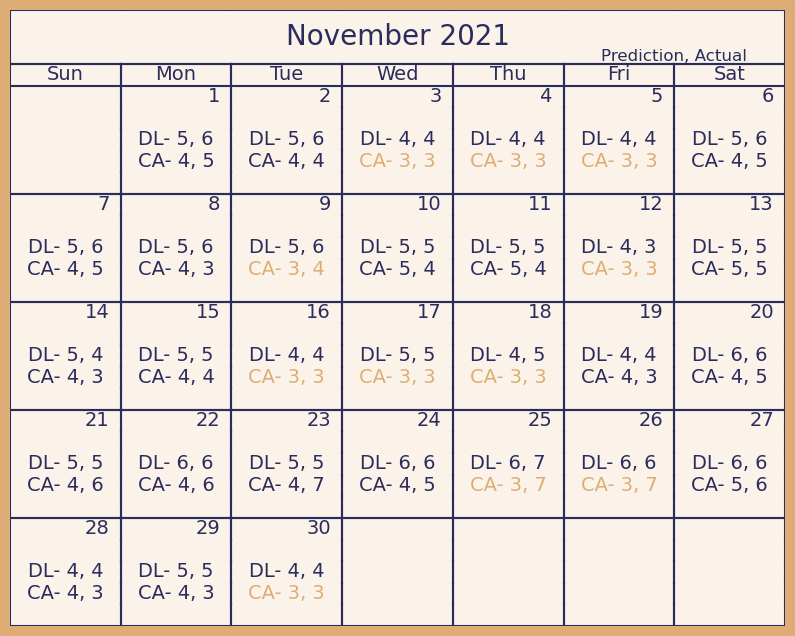 November 2021
Prediction, Actual
Sun Mon Tue Wed Thu Fri Sat
1 2 3 4 5 6
DL- 5, 6 DL- 5, 6 DL- 4, 4 DL- 4, 4 DL- 4, 4 DL- 5, 6
CA- 4, 5 CA- 4, 4 CA- 3, 3 CA- 3, 3 CA- 3, 3 CA- 4, 5
7 8 9 10 11 12 13
DL- 5, 6 DL- 5, 6 DL- 5, 6 DL- 5, 5 DL- 5, 5 DL- 4, 3 DL- 5, 5
CA- 4, 5 CA- 4, 3 CA- 3, 4 CA- 5, 4 CA- 5, 4 CA- 3, 3 CA- 5, 5
14 15 16 17 18 19 20
DL- 5, 4 DL- 5, 5 DL- 4, 4 DL- 5, 5 DL- 4, 5 DL- 4, 4 DL- 6, 6
CA- 4, 3 CA- 4, 4 CA- 3, 3 CA- 3, 3 CA- 3, 3 CA- 4, 3 CA- 4, 5
21 22 23 24 25 26 27
DL- 5, 5 DL- 6, 6 DL- 5, 5 DL- 6, 6 DL- 6, 7 DL- 6, 6 DL- 6, 6
CA- 4, 6 CA- 4, 6 CA- 4, 7 CA- 4, 5 CA- 3, 7 CA- 3, 7 CA- 5, 6
28 29 30
DL- 4, 4 DL- 5, 5 DL- 4, 4
CA- 4, 3 CA- 4, 3 CA- 3, 3